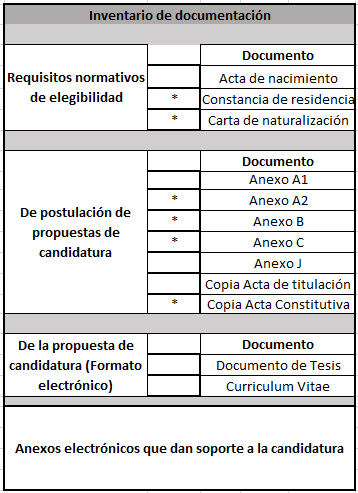 Inventario de documentación
Requisitos normativos
de elegibilidad
Documento
Acta de nacimiento
* Constancia de residencia
* Carta de naturalización
De postulación de
propuestas de
candidatura
Documento
Anexo A1
* Anexo A2
* Anexo B
* Anexo C
Anexo J
Copia Acta de titulación
* Copia Acta Constitutiva
De la propuesta de
candidatura (Formato
electrónico)
Documento
Documento de Tesis
Curriculum Vitae
Anexos electrónicos que dan soporte a la candidatura